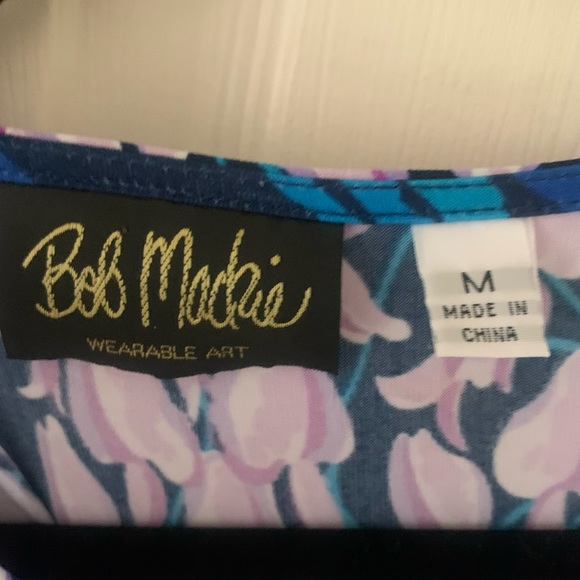 Bob Mackie
WEARABLE ART
M
MADE IN
CHINA